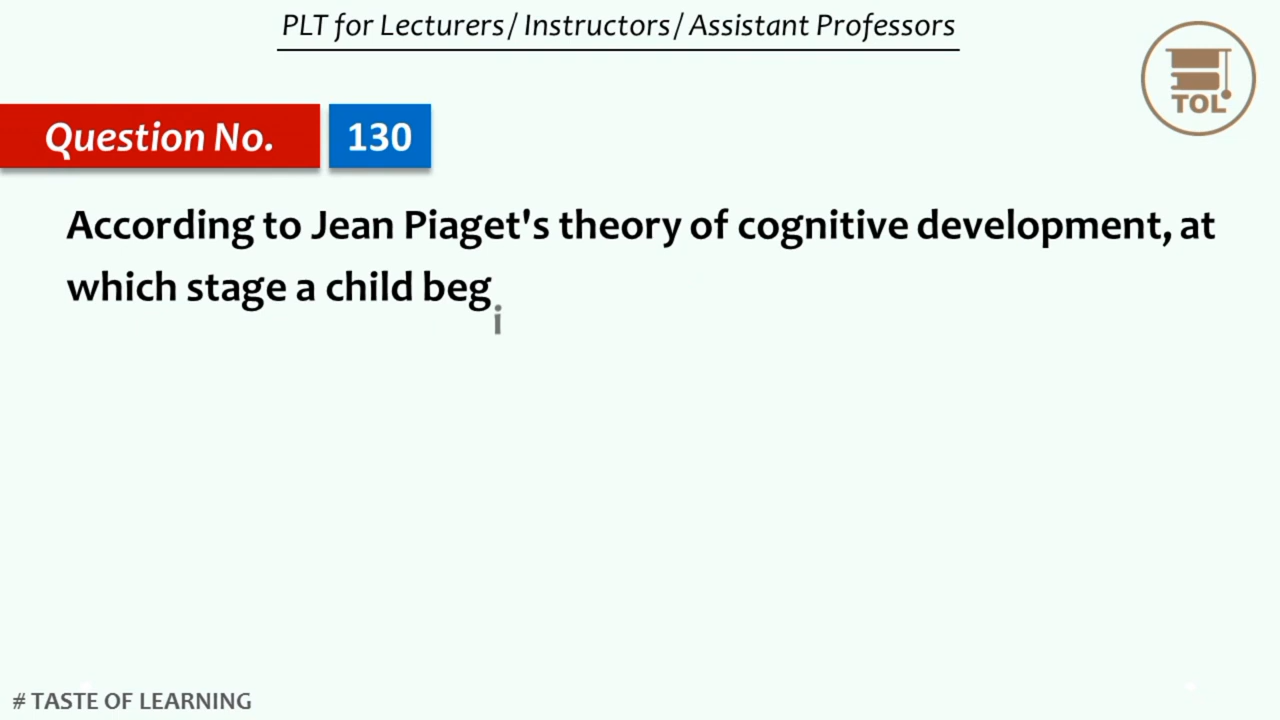 PLT for Lecturers/ Instructors/ Assistant Professors
TOL
Question No. 130
According to Jean Piaget's theory of cognitive development, at
which stage a child begi
# TASTE OF LEARNING